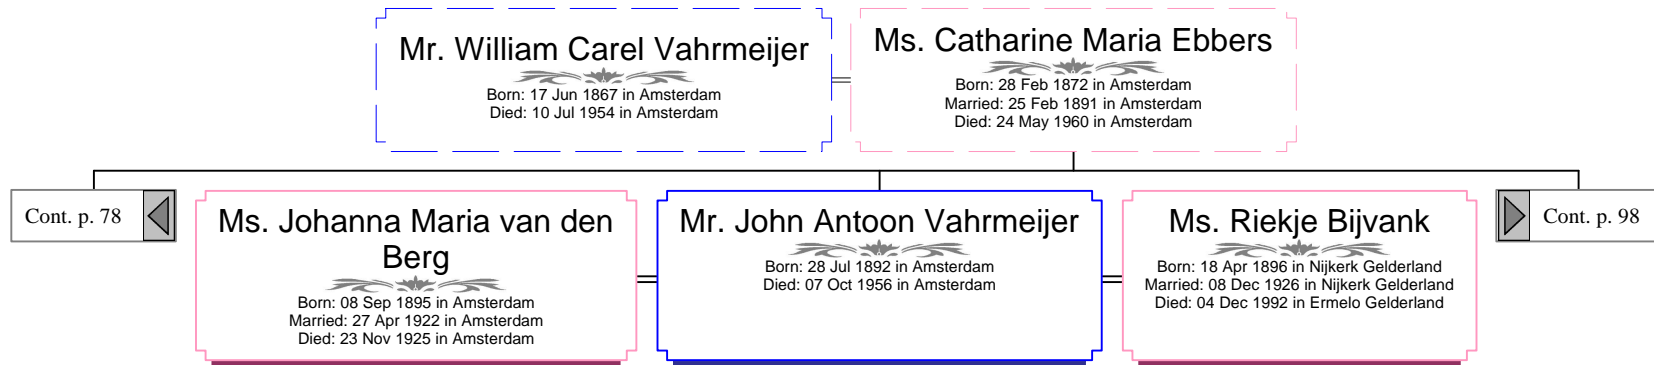 Mr. William Carel Vahrmeijer
Born: 17 Jun 1867 in Amsterdam
Died: 10 Jul 1954 in Amsterdam
Ms. Catharine Maria Ebbers
Born: 28 Feb 1872 in Amsterdam
Married: 25 Feb 1891 in Amsterdam
Died: 24 May 1960 in Amsterdam
Cont. p. 78
Ms. Johanna Maria van den
Berg
Born: 08 Sep 1895 in Amsterdam
Married: 27 Apr 1922 in Amsterdam
Died: 23 Nov 1925 in Amsterdam
Mr. John Antoon Vahrmeijer
Born: 28 Jul 1892 in Amsterdam
Died: 07 Oct 1956 in Amsterdam
Ms. Riekje Bijvank
Born: 18 Apr 1896 in Nijkerk Gelderland
Married: 08 Dec 1926 in Nijkerk Gelderland
Died: 04 Dec 1992 in Ermelo Gelderland
Cont. p. 98